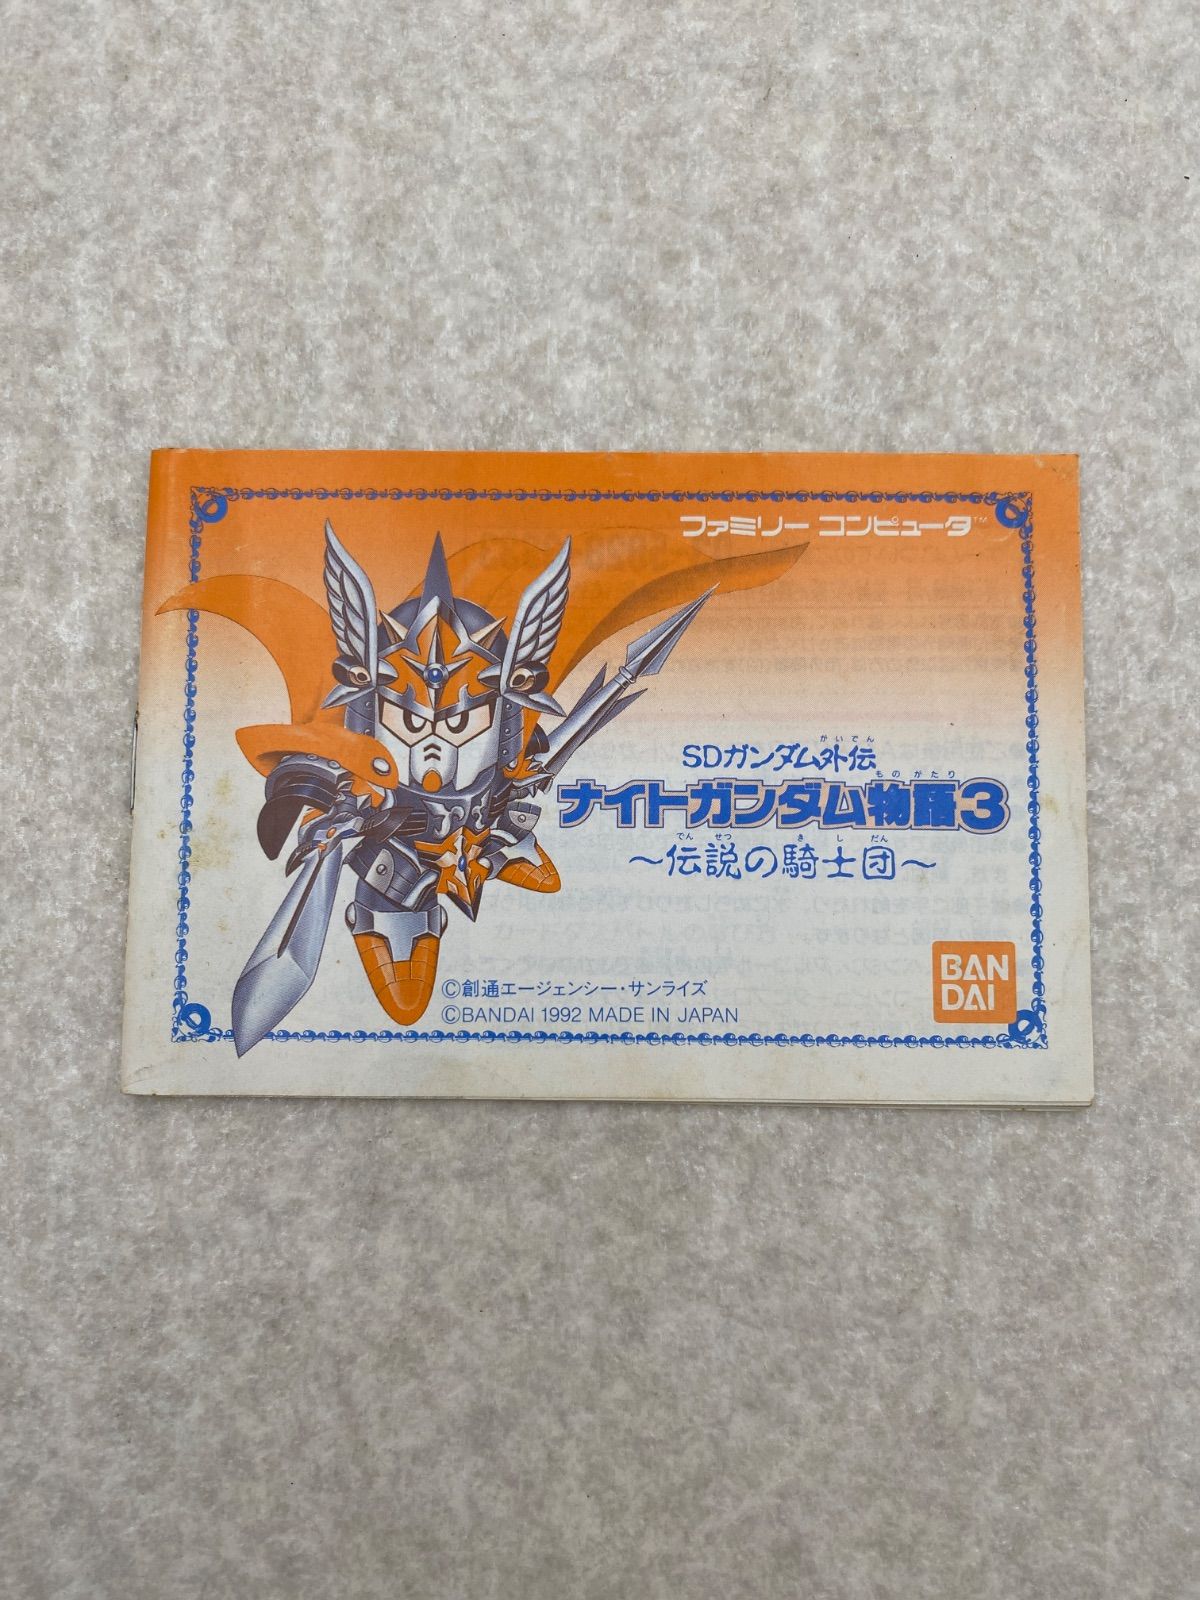 ファミリー コンピュータ™
がいでん
SDガンダム外伝
ものがたり
ナイトガンダム物語3
でんせつ きしだん
～伝説の騎士団～
©創通エージェンシー・サンライズ
©BANDAI 1992 MADE IN JAPAN
BAN
DAI